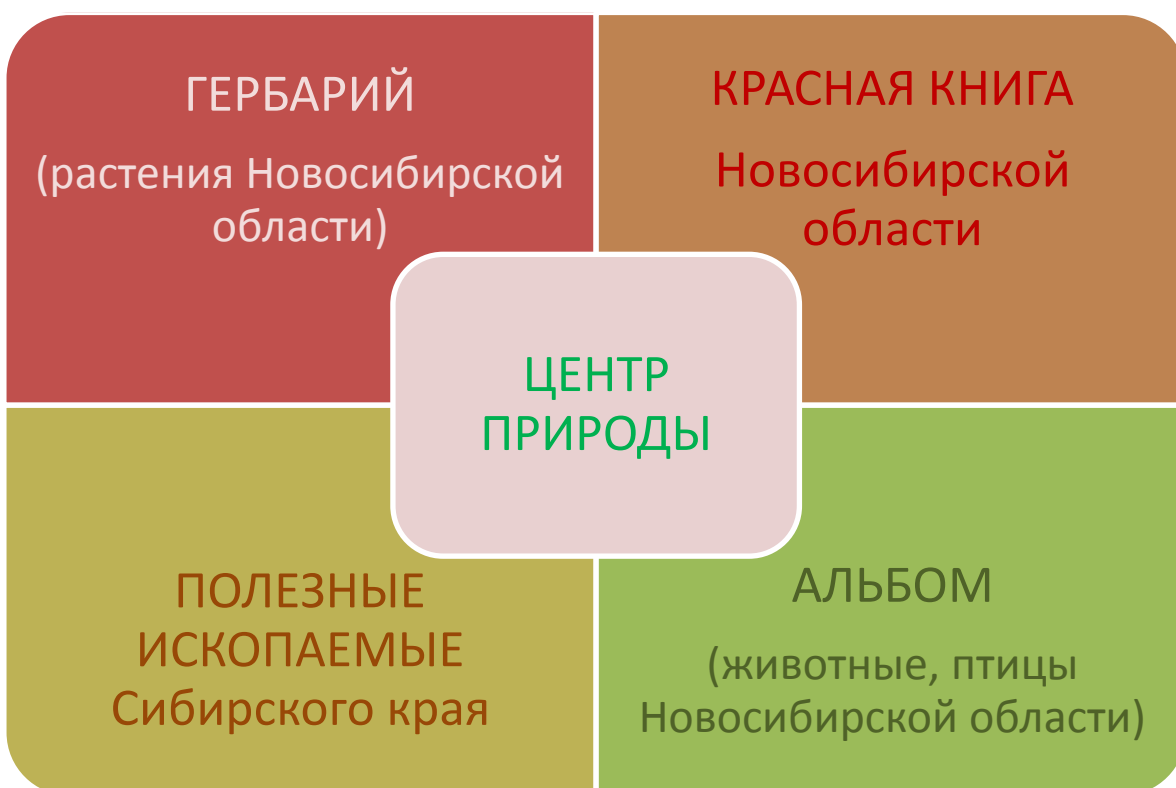 ГЕРБАРИЙ
(растения Новосибирской
области)
КРАСНАЯ КНИГА
Новосибирской
области
ЦЕНТР
ПРИРОДЫ
ПОЛЕЗНЫЕ
ИСКОПАЕМЫЕ
Сибирского края
АЛЬБОМ
(животные, птицы
Новосибирской области)